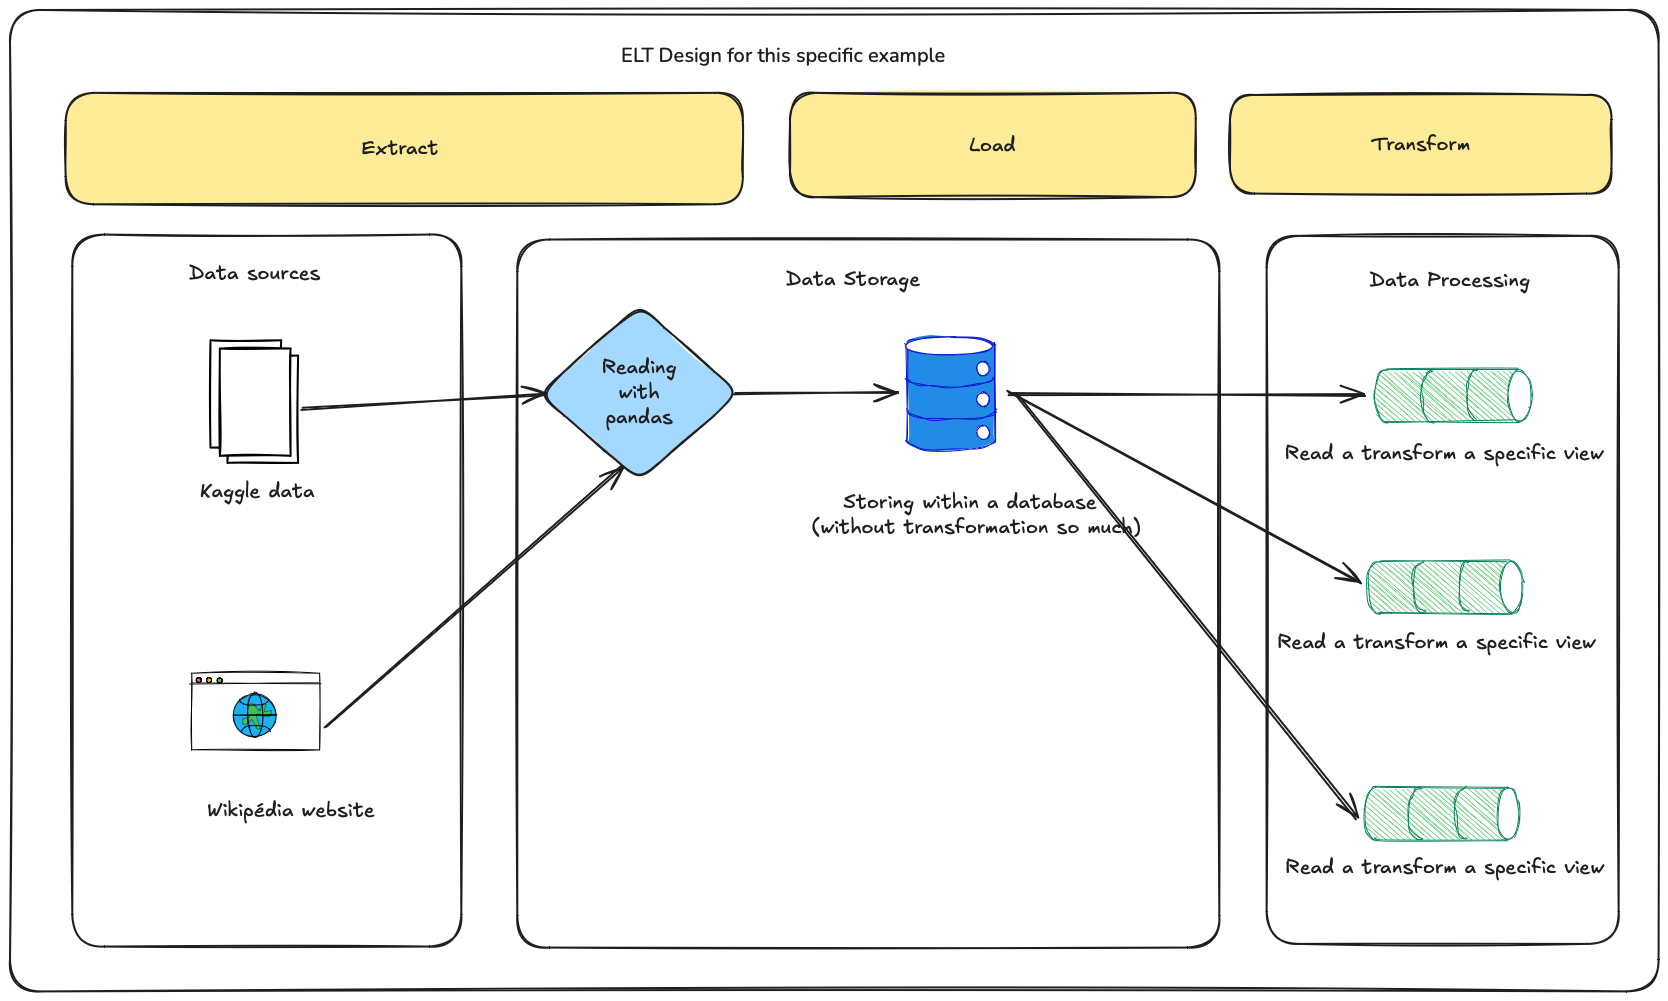 ELT Design for this specific example
Extract
Load
Transform
Data sources
Data Storage
Data Processing
Reading
with
pandas
Kaggle data
Storing within a database
(without transformation so much)
Read a transform a specific view
Read a transform a specific view
Wikipédia website
Read a transform a specific view